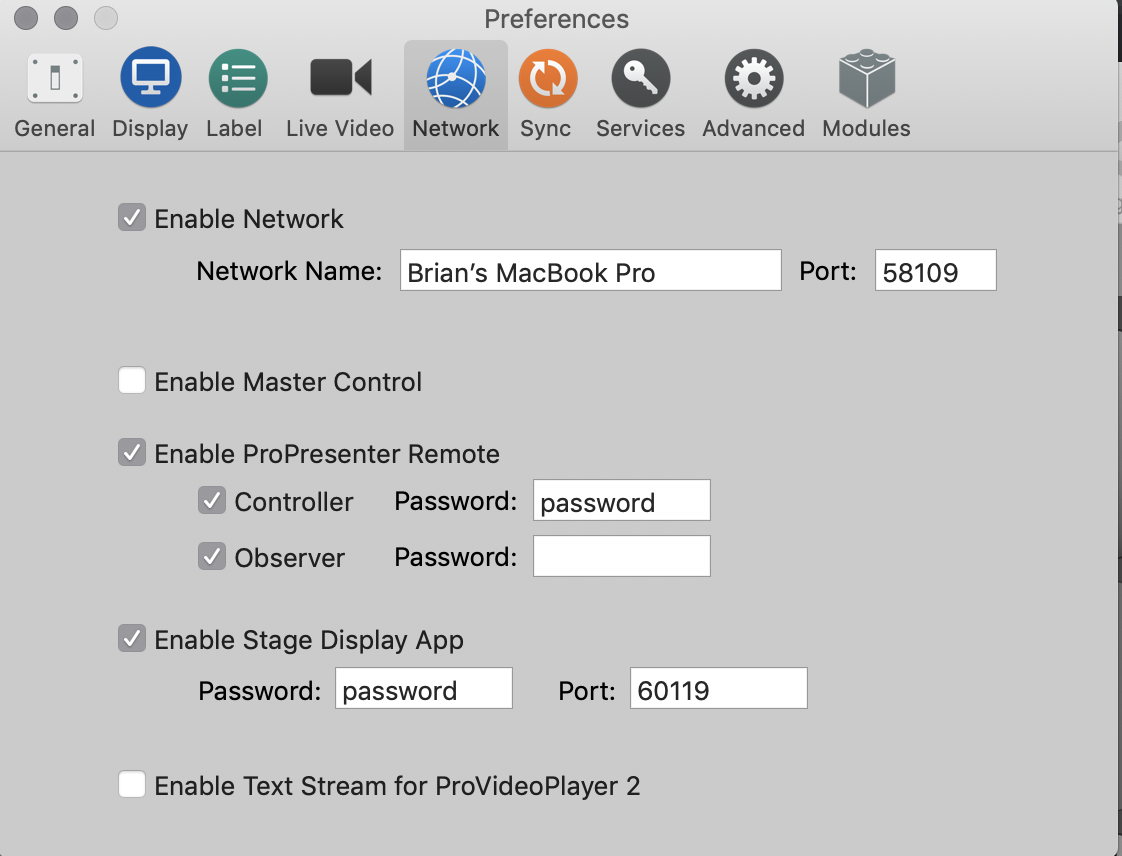 Preferences
General Display Label Live Video Network Sync Services Advanced Modules
Enable Network
Network Name: Brian’s MacBook Pro Port: 58109
Enable Master Control
Enable ProPresenter Remote
Controller Password: password
Observer Password:
Enable Stage Display App
Password: password Port: 60119
Enable Text Stream for ProVideoPlayer 2